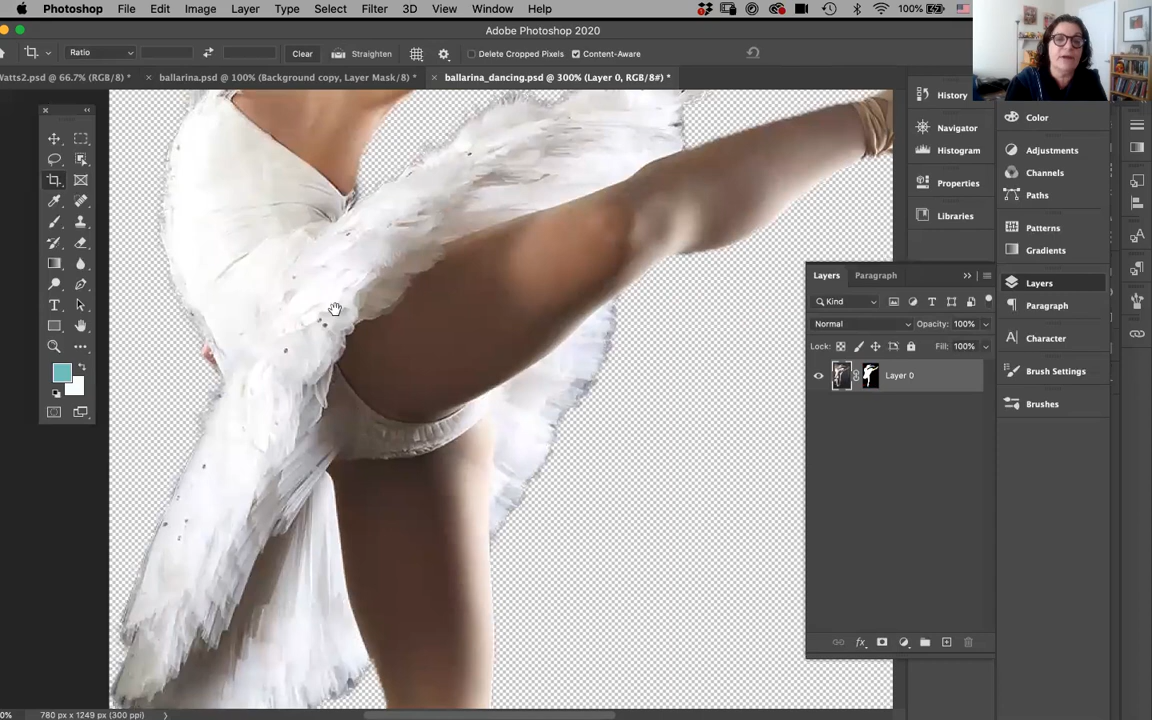 Photoshop File Edit Image Layer Type Select Filter 3D View Window Help 100%
Adobe Photoshop 2020
Ratio Clear Straighten Delete Cropped Pixels Content-Aware
Watts2.psd @ 66.7% (RGB/8) * ballarina.psd @ 100% (Background copy, Layer Mask/8) * ballarina_dancing.psd @ 300% (Layer 0, RGB/8#) *
History
Navigator
Histogram
Properties
Libraries
Color
Adjustments
Channels
Paths
Patterns
Gradients
Layers
Paragraph
Character
Brush Settings
Brushes
Layers Paragraph
Kind
Normal Opacity: 100%
Lock: Fill: 100%
Layer 0
fx
780 px x 1249 px (300 ppi)